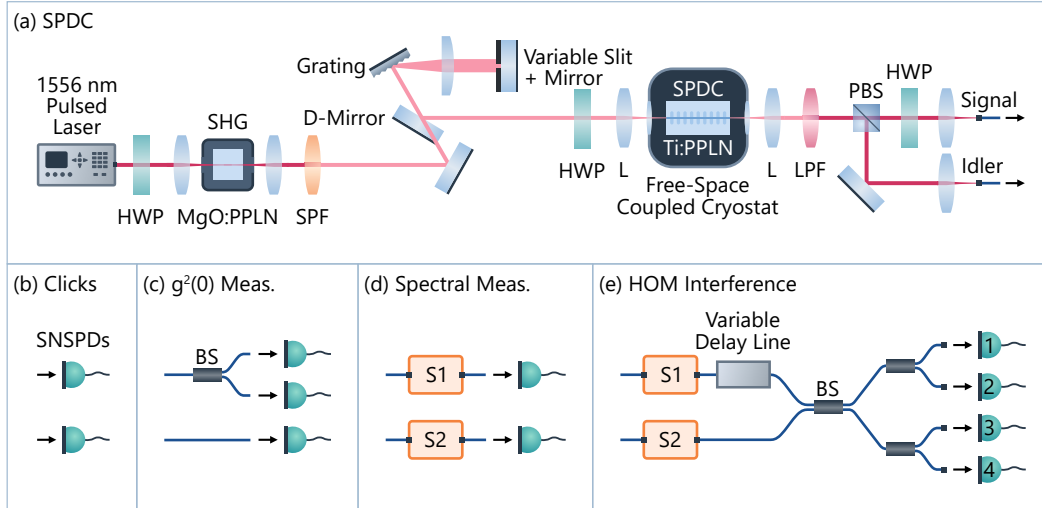 (a) SPDC
1556 nm
Pulsed
Laser
HWP
MgO:PPLN
SHG
SPF
Grating
D-Mirror
Variable Slit
+ Mirror
HWP
L
SPDC
Ti:PPLN
Free-Space
Coupled Cryostat
L
LPF
PBS
HWP
Signal
Idler
(b) Clicks
SNSPDs
(c) g²(0) Meas.
BS
(d) Spectral Meas.
S1
S2
(e) HOM Interference
Variable
Delay Line
S1
S2
BS
1
2
3
4